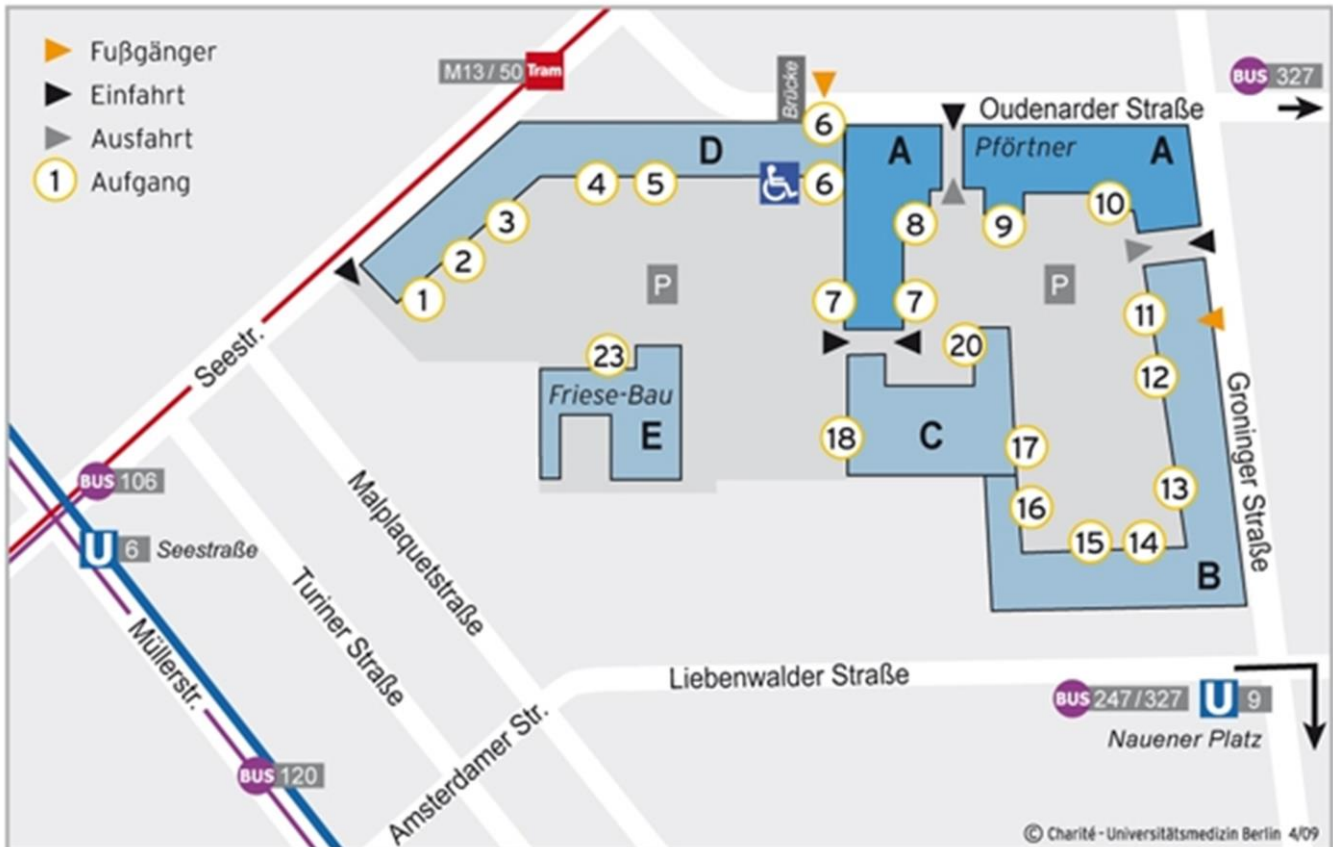 Fußgänger
Einfahrt
Ausfahrt
1 Aufgang
M13 / 50 Tram
Brücke
BUS 327
Oudenarder Straße
6
D
A
Pförtner
A
4
5
6
3
8
9
10
2
1
P
7
7
P
11
20
12
23
Friese-Bau
E
18
C
17
16
13
15
14
B
Seestr.
Groninger Straße
BUS 106
U 6 Seestraße
Malplaquetstraße
Turiner Straße
Müllerstr.
Liebenwalder Straße
BUS 247/327 U 9
Nauener Platz
Amsterdamer Str.
BUS 120
© Charité - Universitätsmedizin Berlin 4/09